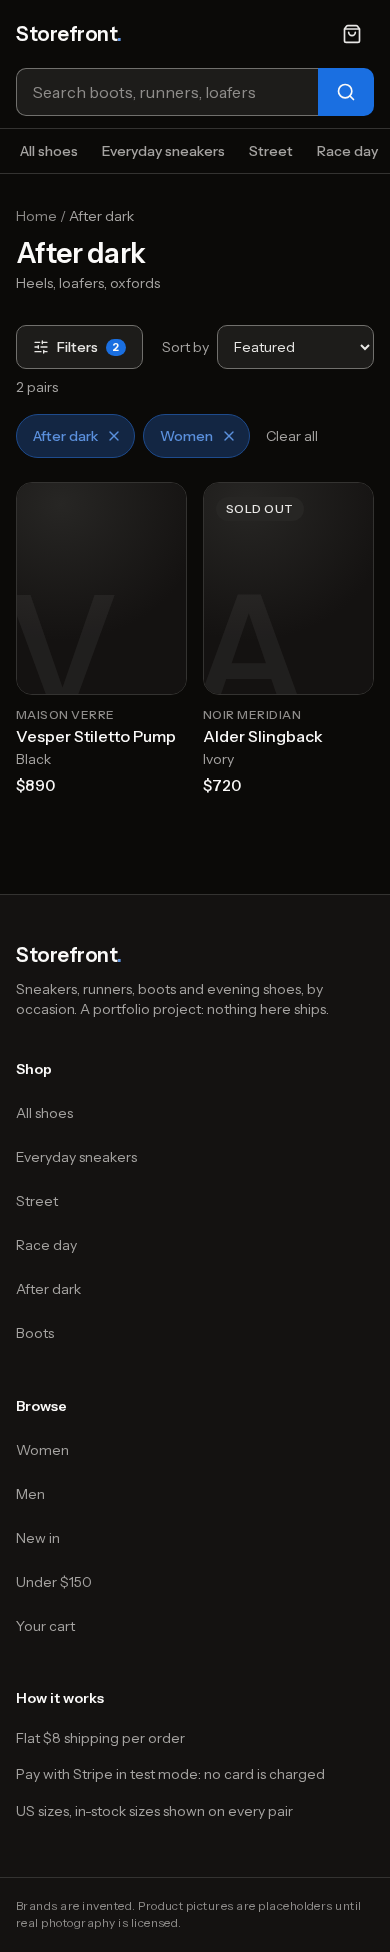 Storefront.
Search boots, runners, loafers
All shoes Everyday sneakers Street Race day
Home / After dark
After dark
Heels, loafers, oxfords
Filters 2 Sort by Featured
2 pairs
After dark Women Clear all
V
SOLD OUT
A
MAISON VERRE
Vesper Stiletto Pump
Black
$890
NOIR MERIDIAN
Alder Slingback
Ivory
$720
Storefront.
Sneakers, runners, boots and evening shoes, by
occasion. A portfolio project: nothing here ships.
Shop
All shoes
Everyday sneakers
Street
Race day
After dark
Boots
Browse
Women
Men
New in
Under $150
Your cart
How it works
Flat $8 shipping per order
Pay with Stripe in test mode: no card is charged
US sizes, in-stock sizes shown on every pair
Brands are invented. Product pictures are placeholders until
real photography is licensed.